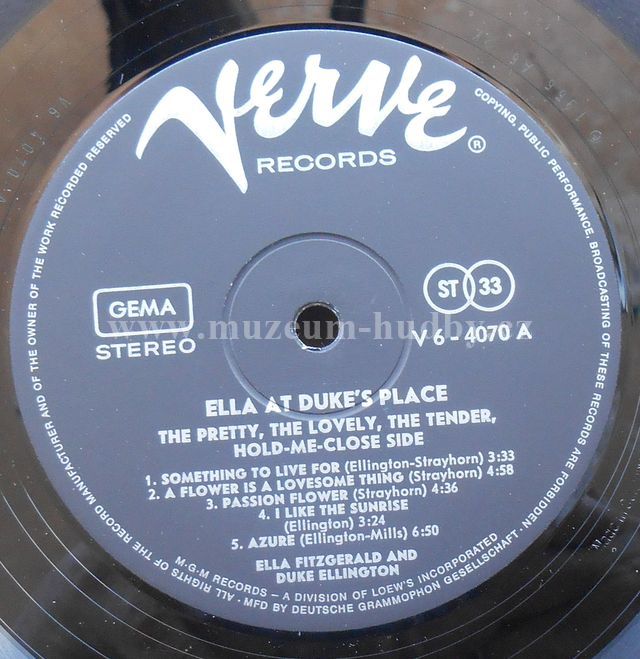 Verve
RECORDS
®
GEMA
STEREO
ST 33
V 6 - 4070 A
www.muzeum-hudby.cz
ELLA AT DUKE'S PLACE
THE PRETTY, THE LOVELY, THE TENDER,
HOLD-ME-CLOSE SIDE
1. SOMETHING TO LIVE FOR (Ellington-Strayhorn) 3:33
2. A FLOWER IS A LOVESOME THING (Strayhorn) 4:58
3. PASSION FLOWER (Strayhorn) 4:36
4. I LIKE THE SUNRISE
(Ellington) 3:24
5. AZURE (Ellington-Mills) 6:50
ELLA FITZGERALD AND
DUKE ELLINGTON
M·G·M RECORDS – A DIVISION OF LOEW'S INCORPORATED
ALL RIGHTS OF THE RECORD MANUFACTURER AND OF THE OWNER OF THE WORK RECORDED RESERVED
COPYING, PUBLIC PERFORMANCE, BROADCASTING OF THESE RECORDS ARE FORBIDDEN
· MFD BY DEUTSCHE GRAMMOPHON GESELLSCHAFT ·